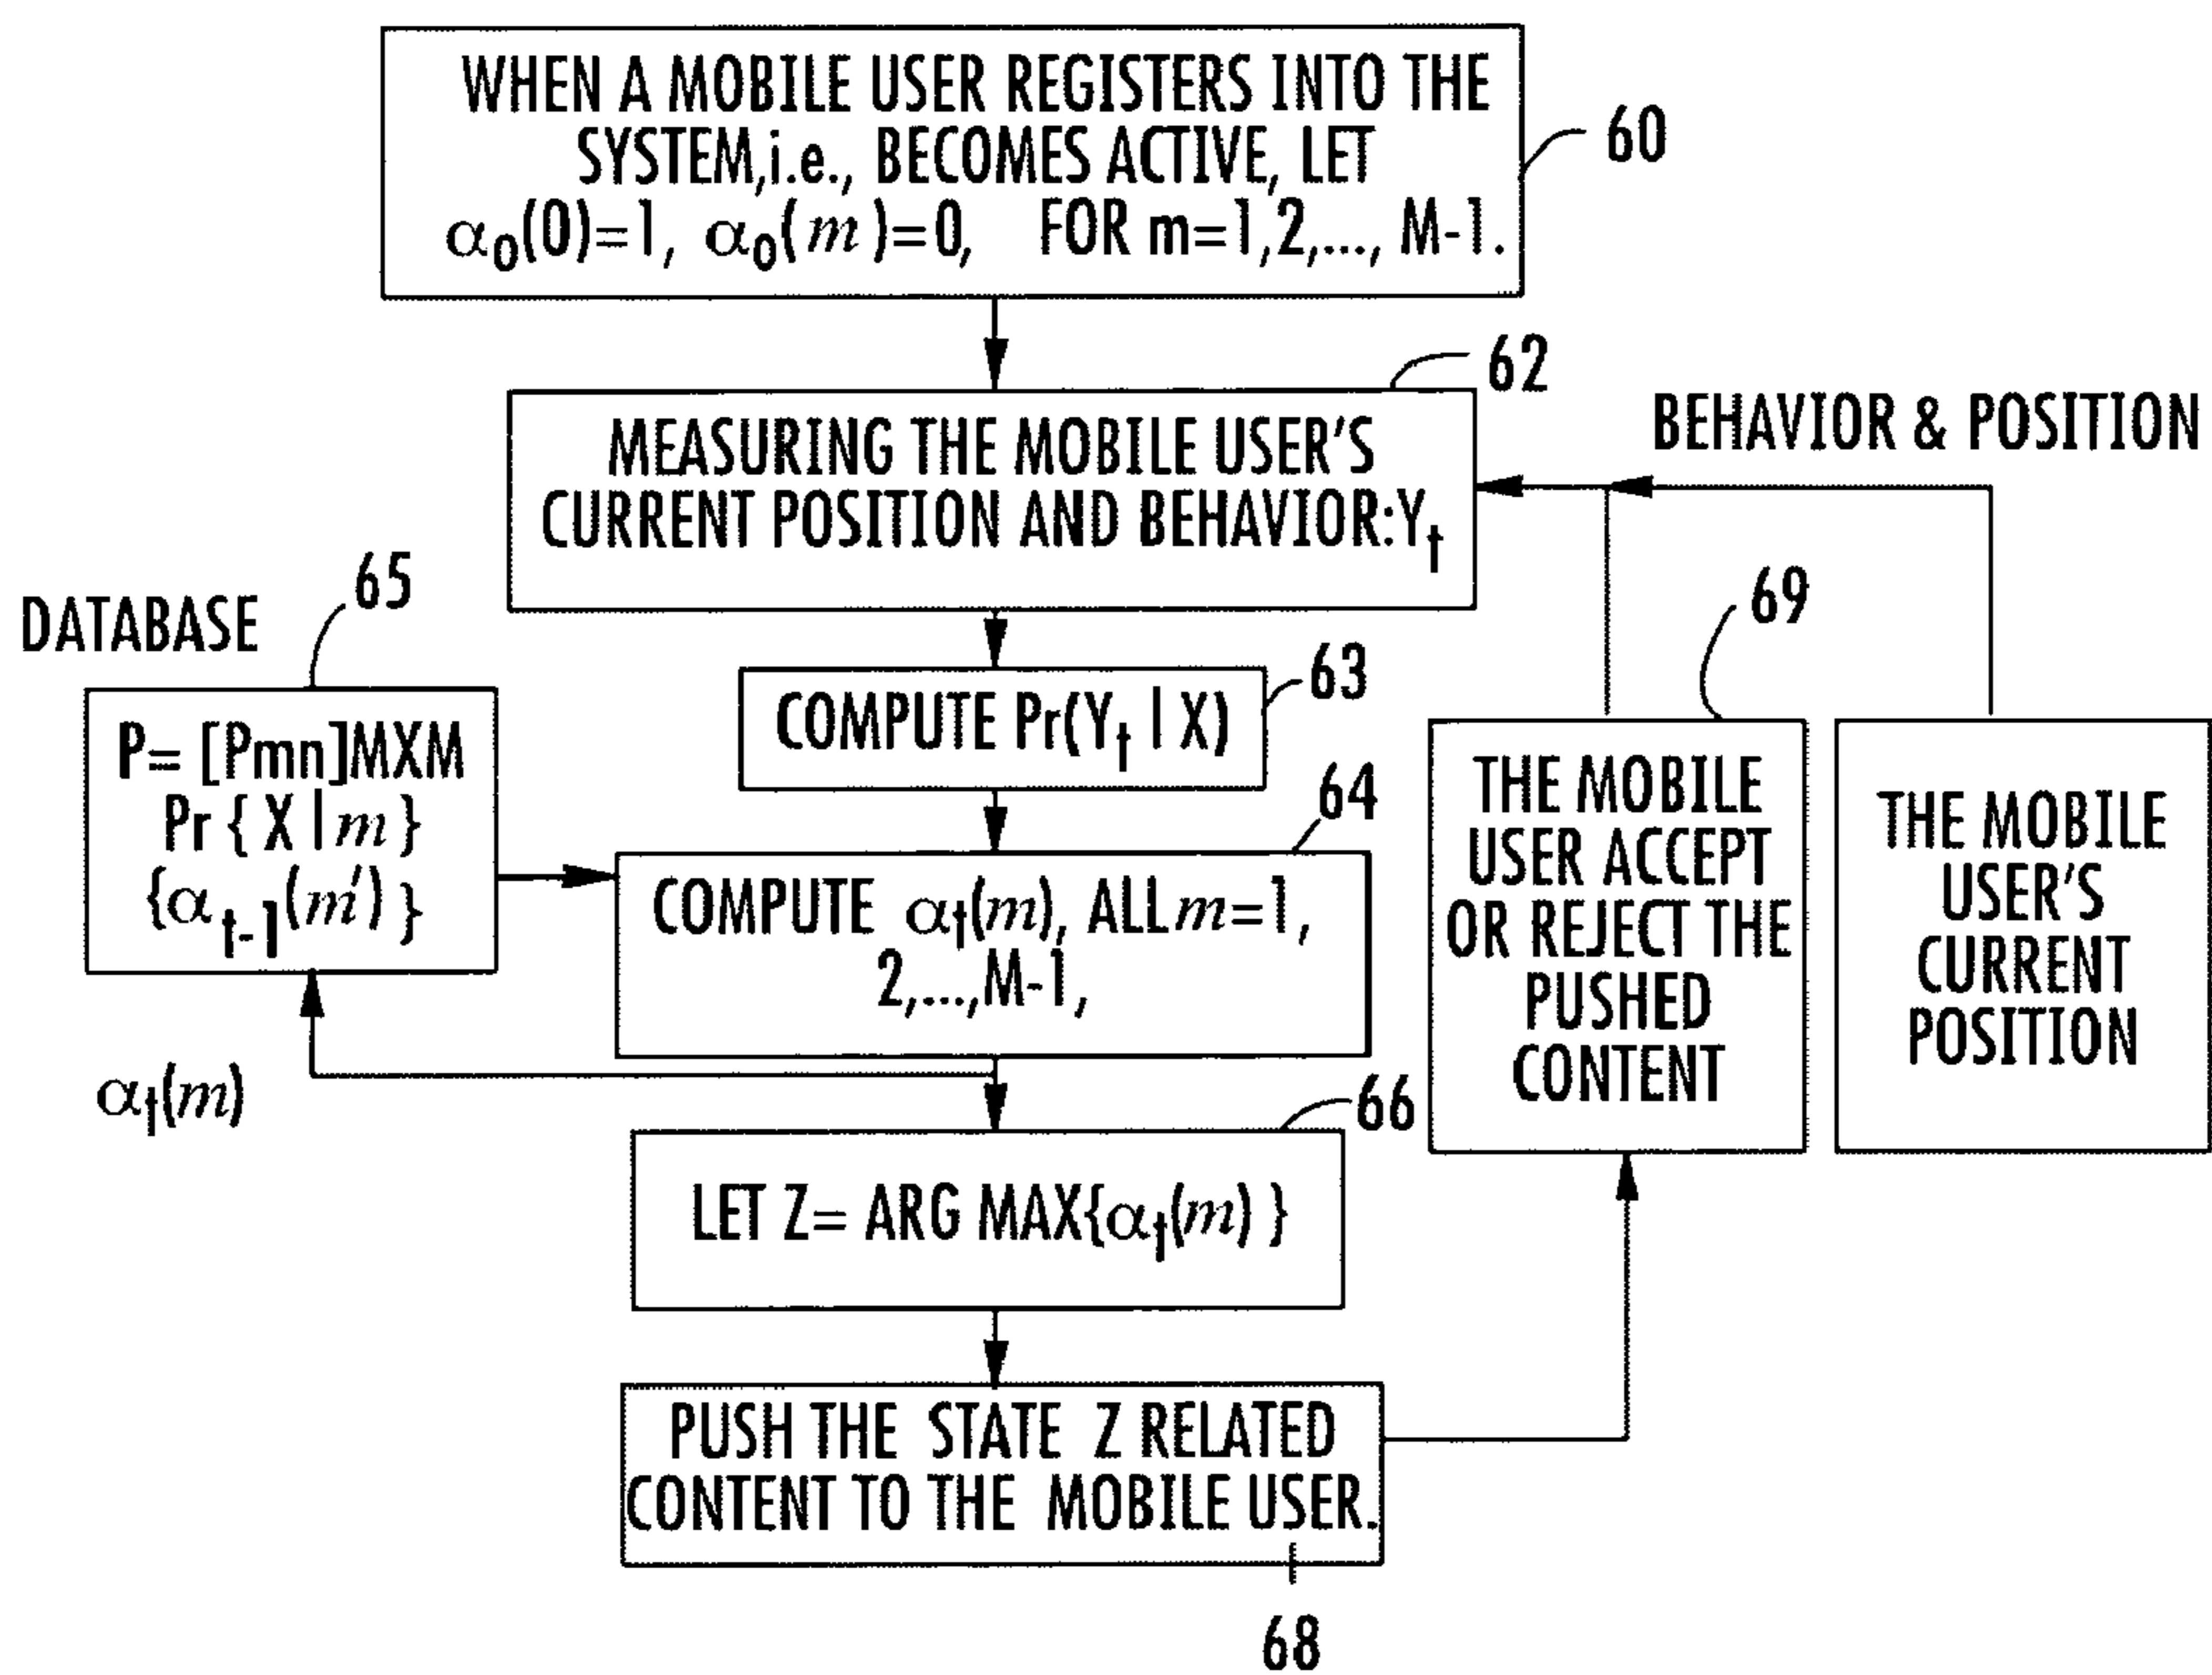 WHEN A MOBILE USER REGISTERS INTO THE
SYSTEM,i.e., BECOMES ACTIVE, LET
α₀(0)=1, α₀(m)=0, FOR m=1,2,..., M-1.
60
62
MEASURING THE MOBILE USER'S
CURRENT POSITION AND BEHAVIOR:Yt
BEHAVIOR & POSITION
63
COMPUTE Pr(Yt | X)
DATABASE
65
P= [Pmn]MXM
Pr { X | m }
{αt-1(m′) }
64
COMPUTE αt(m), ALL m=1,
2,...,M-1,
αt(m)
66
LET Z= ARG MAX{αt(m) }
PUSH THE STATE Z RELATED
CONTENT TO THE MOBILE USER.
68
69
THE MOBILE
USER ACCEPT
OR REJECT THE
PUSHED
CONTENT
THE MOBILE
USER'S
CURRENT
POSITION